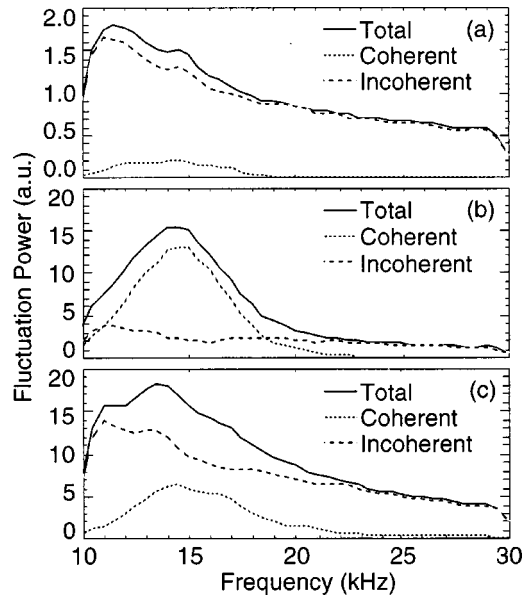 2.0
1.5
1.0
0.5
0.0
Total
Coherent
Incoherent
(a)
20
15
10
5
0
Total
Coherent
Incoherent
(b)
20
15
10
5
0
Total
Coherent
Incoherent
(c)
10
15
20
25
30
Frequency (kHz)
Fluctuation Power (a.u.)